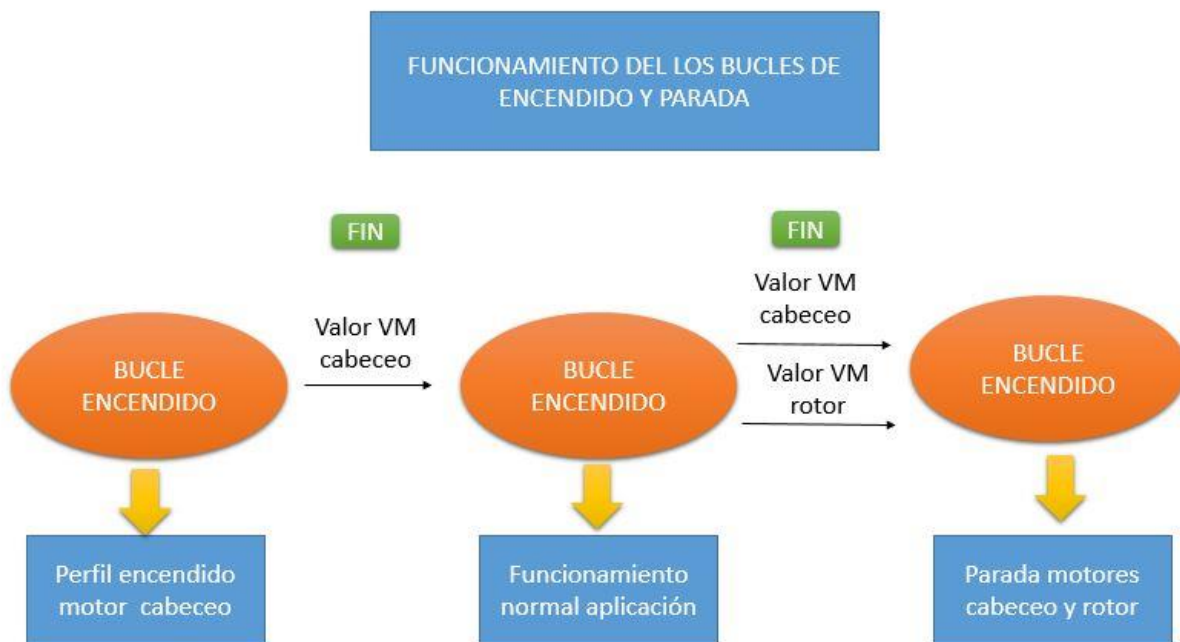 FUNCIONAMIENTO DEL LOS BUCLES DE
ENCENDIDO Y PARADA
FIN
FIN
Valor VM
cabeceo
Valor VM
cabeceo
Valor VM
rotor
BUCLE
ENCENDIDO
BUCLE
ENCENDIDO
BUCLE
ENCENDIDO
Perfil encendido
motor cabeceo
Funcionamiento
normal aplicación
Parada motores
cabeceo y rotor